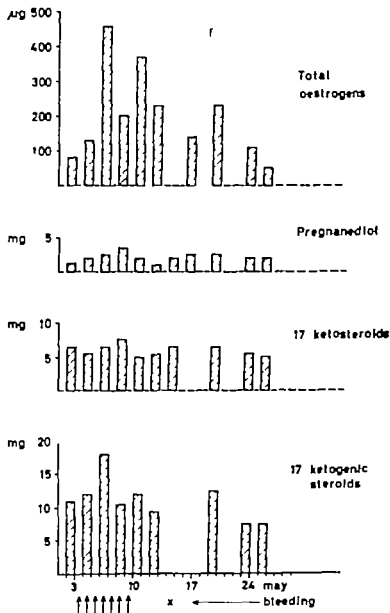 µg 500
400
300
200
100
r
Total
oestrogens
mg 5
Pregnanediol
mg 10
5
17 ketosteroids
mg 20
15
10
5
17 ketogenic
steroids
3 10 17 24 may
x bleeding